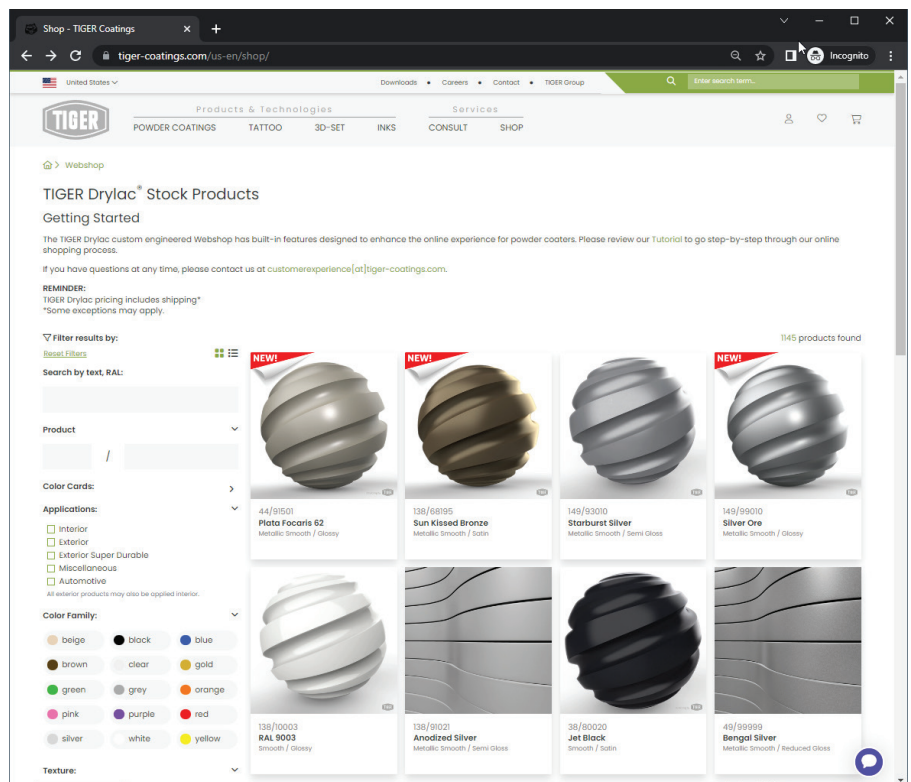 Shop - TIGER Coatings
tiger-coatings.com/us-en/shop/
Incognito
United States
Downloads • Careers • Contact • TIGER Group
Enter search term...
TIGER
Products & Technologies
Services
POWDER COATINGS TATTOO 3D-SET INKS CONSULT SHOP
> Webshop
TIGER Drylac® Stock Products
Getting Started
The TIGER Drylac custom engineered Webshop has built-in features designed to enhance the online experience for powder coaters. Please review our Tutorial to go step-by-step through our online
shopping process.
If you have questions at any time, please contact us at customerexperience[at]tiger-coatings.com.
REMINDER:
TIGER Drylac pricing includes shipping*
*Some exceptions may apply.
Filter results by:
1145 products found
Reset Filters
Search by text, RAL:
Product
/
Color Cards:
Applications:
Interior
Exterior
Exterior Super Durable
Miscellaneous
Automotive
All exterior products may also be applied interior.
Color Family:
beige black blue
brown clear gold
green grey orange
pink purple red
silver white yellow
Texture:
NEW!
44/91501
Plata Focaris 62
Metallic Smooth / Glossy
NEW!
138/68195
Sun Kissed Bronze
Metallic Smooth / Satin
149/93010
Starburst Silver
Metallic Smooth / Semi Gloss
NEW!
149/99010
Silver Ore
Metallic Smooth / Glossy
138/10003
RAL 9003
Smooth / Glossy
138/91021
Anodized Silver
Metallic Smooth / Semi Gloss
38/80020
Jet Black
Smooth / Satin
49/99999
Bengal Silver
Metallic Smooth / Reduced Gloss